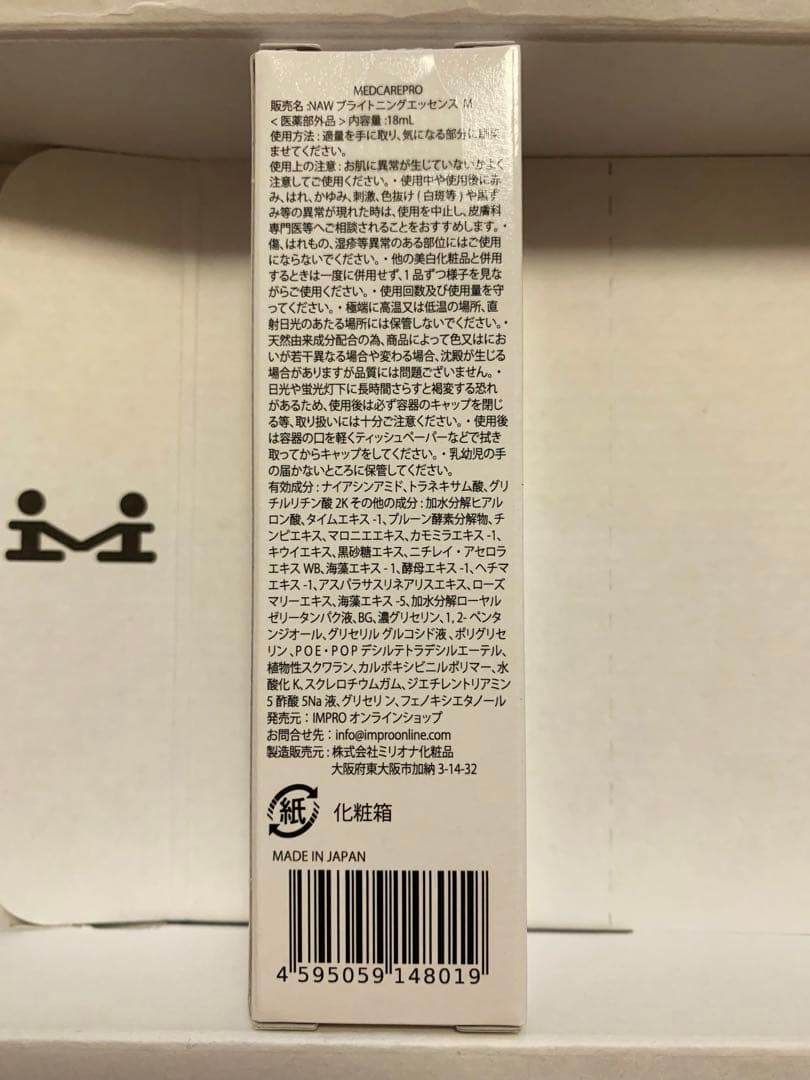 MEDCAREPRO
販売名:NAW ブライトニングエッセンス M
< 医薬部外品 > 内容量 :18mL
使用方法 : 適量を手に取り、気になる部分に馴染
ませてください。
使用上の注意 : お肌に異常が生じていないかよく
注意してご使用ください。・使用中や使用後に赤
み、はれ、かゆみ、刺激、色抜け ( 白斑等 ) や黒ず
み等の異常が現れた時は、使用を中止し、皮膚科
専門医等へご相談されることをおすすめします。・
傷、はれもの、湿疹等異常のある部位にはご使用
にならないでください。・他の美白化粧品と併用
するときは一度に併用せず、1 品ずつ様子を見な
がらご使用ください。・使用回数及び使用量を守
ってください。・極端に高温又は低温の場所、直
射日光のあたる場所には保管しないでください。・
天然由来成分配合の為、商品によって色又はにお
いが若干異なる場合や変わる場合、沈殿が生じる
場合がありますが品質には問題ございません。・
日光や蛍光灯下に長時間さらすと褐変する恐れ
があるため、使用後は必ず容器のキャップを閉じ
る等、取り扱いには十分ご注意ください。・使用後
は容器の口を軽くティッシュペーパーなどで拭き
取ってからキャップをしてください。・乳幼児の手
の届かないところに保管してください。
有効成分 : ナイアシンアミド、トラネキサム酸、グリ
チルリチン酸 2K その他の成分 : 加水分解ヒアル
ロン酸、タイムエキス -1、プルーン酵素分解物、チ
ンピエキス、マロニエエキス、カモミラエキス -1、
キウイエキス、黒砂糖エキス、ニチレイ・アセロラ
エキス WB、海藻エキス - 1、酵母エキス -1、ヘチマ
エキス -1、アスパラサスリネアリスエキス、ローズ
マリーエキス、海藻エキス -5、加水分解ローヤル
ゼリータンパク液、BG、濃グリセリン、1, 2- ペンタ
ンジオール、グリセリル グルコシド液 、ポリグリセ
リン 、POE・POP デシルテトラデシルエーテル、
植物性スクワラン、カルボキシビニルポリマー、水
酸化 K、スクレロチウムガム、ジエチレントリアミン
5 酢酸 5Na 液、グリセリン、フェノキシエタノール
発売元 : IMPRO オンラインショップ
お問合せ先 : info@improonline.com
製造販売元 : 株式会社ミリオナ化粧品
大阪府東大阪市加納 3-14-32
紙 化粧箱
MADE IN JAPAN
4 595059 148019